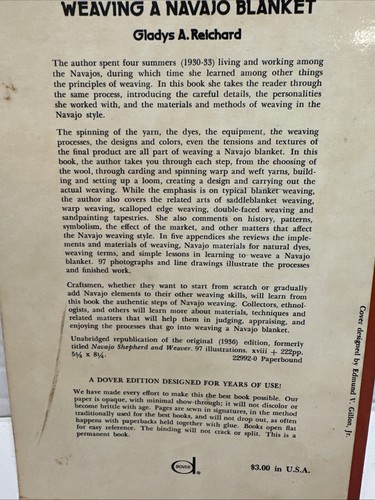 WEAVING A NAVAJO BLANKET
Gladys A. Reichard
The author spent four summers (1930-33) living and working among
the Navajos, during which time she learned among other things
the principles of weaving. In this book she takes the reader through
the same process, introducing the careful details, the personalities
she worked with, and the materials and methods of weaving in the
Navajo style.
The spinning of the yarn, the dyes, the equipment, the weaving
processes, the designs and colors, even the tensions and textures of
the final product are all part of weaving a Navajo blanket. In this
book, the author takes you through each step, from the choosing of
the wool, through carding and spinning warp and weft yarns, build-
ing and setting up a loom, creating a design and carrying out the
actual weaving. While the emphasis is on typical blanket weaving,
the author also covers the related arts of saddleblanket weaving,
warp weaving, scalloped edge weaving, double-faced weaving and
sandpainting tapestries. She also comments on history, patterns,
symbolism, the effect of the market, and other matters that affect
the Navajo weaving style. In five appendices she reviews the imple-
ments and materials of weaving, Navajo materials for natural dyes,
weaving terms, and simple lessons in learning to weave a Navajo
blanket. 97 photographs and line drawings illustrate the processes
and finished work.
Craftsmen, whether they want to start from scratch or gradually
add Navajo elements to their other weaving skills, will learn from
this book the authentic steps of Navajo weaving. Collectors, ethnol-
ogists, and others will learn more about materials, techniques and
related matters that will help them in judging, appraising, and
enjoying the processes that go into weaving a Navajo blanket.
Unabridged republication of the original (1936) edition, formerly
titled Navajo Shepherd and Weaver. 97 illustrations. xviii + 222pp.
5⅜ x 8½. 22992-0 Paperbound
A DOVER EDITION DESIGNED FOR YEARS OF USE!
We have made every effort to make this the best book possible. Our
paper is opaque, with minimal show-through; it will not discolor or
become brittle with age. Pages are sewn in signatures, in the method
traditionally used for the best books, and will not drop out, as often
happens with paperbacks held together with glue. Books open flat
for easy reference. The binding will not crack or split. This is a
permanent book.
DOVER
$3.00 in U.S.A.
Cover designed by Edmund V. Gillon, Jr.